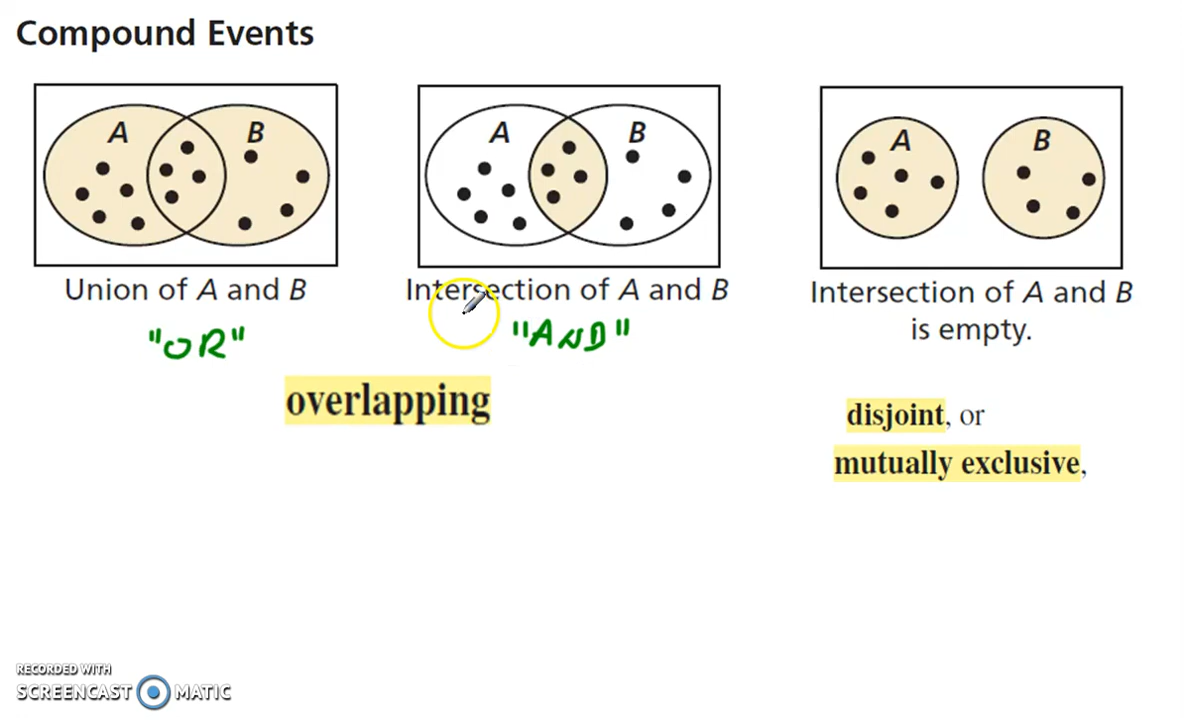 Compound Events
A B
A B
A B
Union of A and B
Intersection of A and B
Intersection of A and B
is empty.
"OR"
"AND"
overlapping
disjoint, or
mutually exclusive,
RECORDED WITH
SCREENCAST MATIC